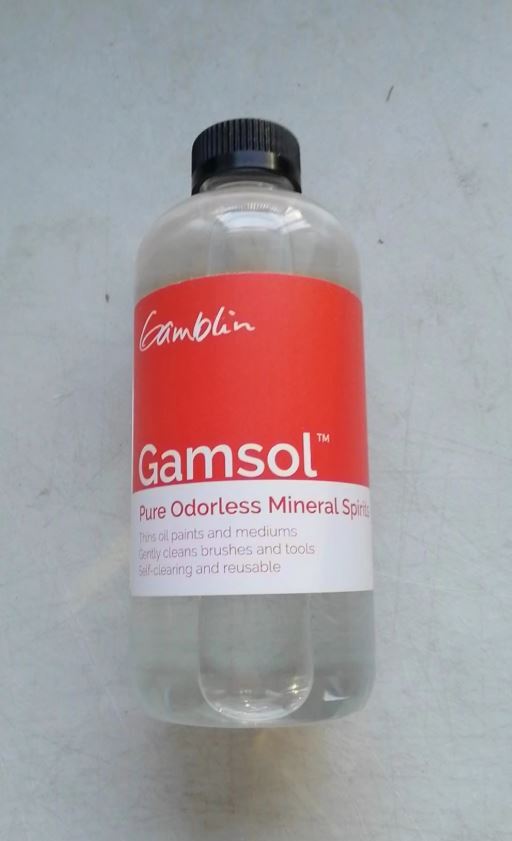 Gamblin
Gamsol™
Pure Odorless Mineral Spirits
Thins oil paints and mediums
Gently cleans brushes and tools
Self-clearing and reusable